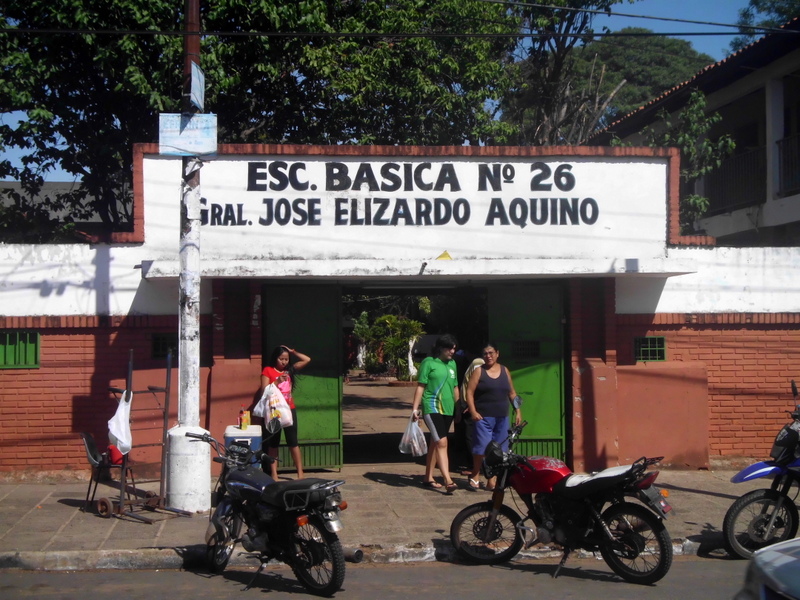 ESC. BASICA Nº 26
GRAL. JOSE ELIZARDO AQUINO